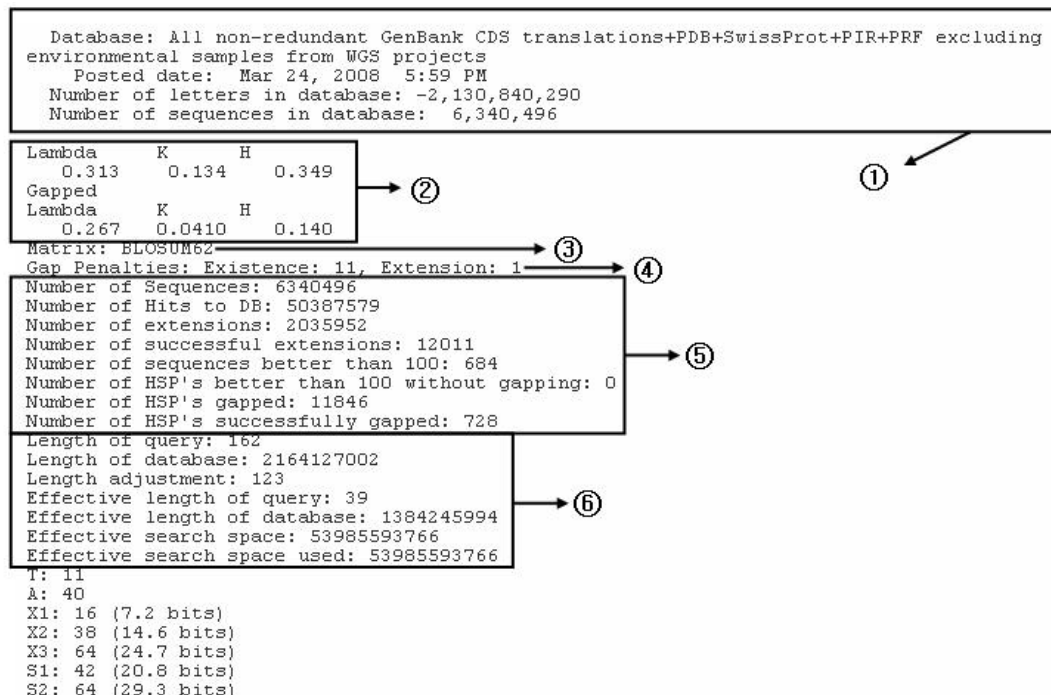 Database: All non-redundant GenBank CDS translations+PDB+SwissProt+PIR+PRF excluding
environmental samples from WGS projects
Posted date: Mar 24, 2008 5:59 PM
Number of letters in database: -2,130,840,290
Number of sequences in database: 6,340,496
①
Lambda K H
0.313 0.134 0.349
Gapped
Lambda K H
0.267 0.0410 0.140
②
Matrix: BLOSUM62 ③
Gap Penalties: Existence: 11, Extension: 1 ④
Number of Sequences: 6340496
Number of Hits to DB: 50387579
Number of extensions: 2035952
Number of successful extensions: 12011
Number of sequences better than 100: 684
Number of HSP's better than 100 without gapping: 0
Number of HSP's gapped: 11846
Number of HSP's successfully gapped: 728
⑤
Length of query: 162
Length of database: 2164127002
Length adjustment: 123
Effective length of query: 39
Effective length of database: 1384245994
Effective search space: 53985593766
Effective search space used: 53985593766
⑥
T: 11
A: 40
X1: 16 (7.2 bits)
X2: 38 (14.6 bits)
X3: 64 (24.7 bits)
S1: 42 (20.8 bits)
S2: 64 (29.3 bits)